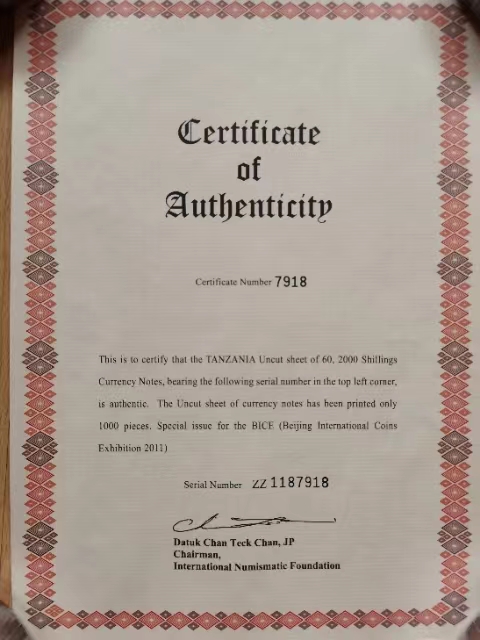 Certificate
of
Authenticity
Certificate Number 7918
This is to certify that the TANZANIA Uncut sheet of 60, 2000 Shillings
Currency Notes, bearing the following serial number in the top left corner,
is authentic. The Uncut sheet of currency notes has been printed only
1000 pieces. Special issue for the BICE (Beijing International Coins
Exhibition 2011)
Serial Number ZZ 1187918
Datuk Chan Teck Chan, JP
Chairman,
International Numismatic Foundation